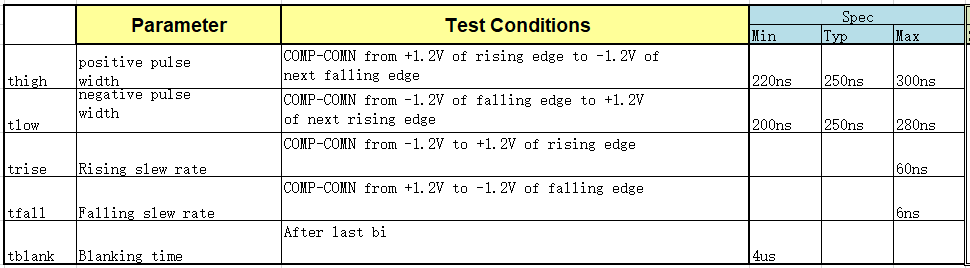 Parameter Test Conditions Spec
Min Typ Max
thigh positive pulse width COMP-COMN from +1.2V of rising edge to -1.2V of next falling edge 220ns 250ns 300ns
tlow negative pulse width COMP-COMN from -1.2V of falling edge to +1.2V of next rising edge 200ns 250ns 280ns
trise Rising slew rate COMP-COMN from -1.2V to +1.2V of rising edge 60ns
tfall Falling slew rate COMP-COMN from +1.2V to -1.2V of falling edge 6ns
tblank Blanking time After last bi 4us